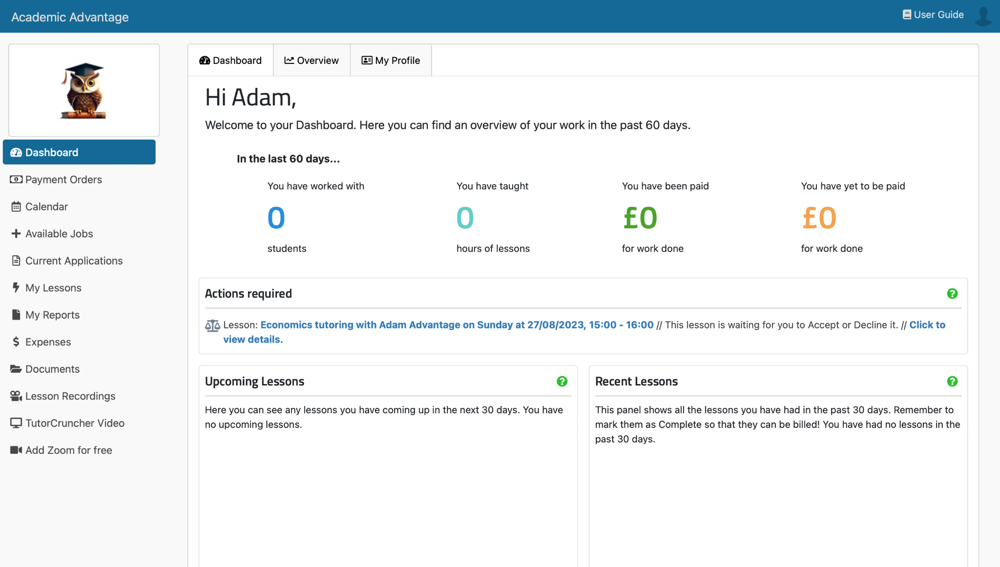 Academic Advantage
User Guide
Dashboard
Payment Orders
Calendar
Available Jobs
Current Applications
My Lessons
My Reports
Expenses
Documents
Lesson Recordings
TutorCruncher Video
Add Zoom for free
Dashboard
Overview
My Profile
Hi Adam,
Welcome to your Dashboard. Here you can find an overview of your work in the past 60 days.
In the last 60 days...
You have worked with
0
students
You have taught
0
hours of lessons
You have been paid
£0
for work done
You have yet to be paid
£0
for work done
Actions required
Lesson: Economics tutoring with Adam Advantage on Sunday at 27/08/2023, 15:00 - 16:00 // This lesson is waiting for you to Accept or Decline it. // Click to
view details.
Upcoming Lessons
Here you can see any lessons you have coming up in the next 30 days. You have
no upcoming lessons.
Recent Lessons
This panel shows all the lessons you have had in the past 30 days. Remember to
mark them as Complete so that they can be billed! You have had no lessons in the
past 30 days.